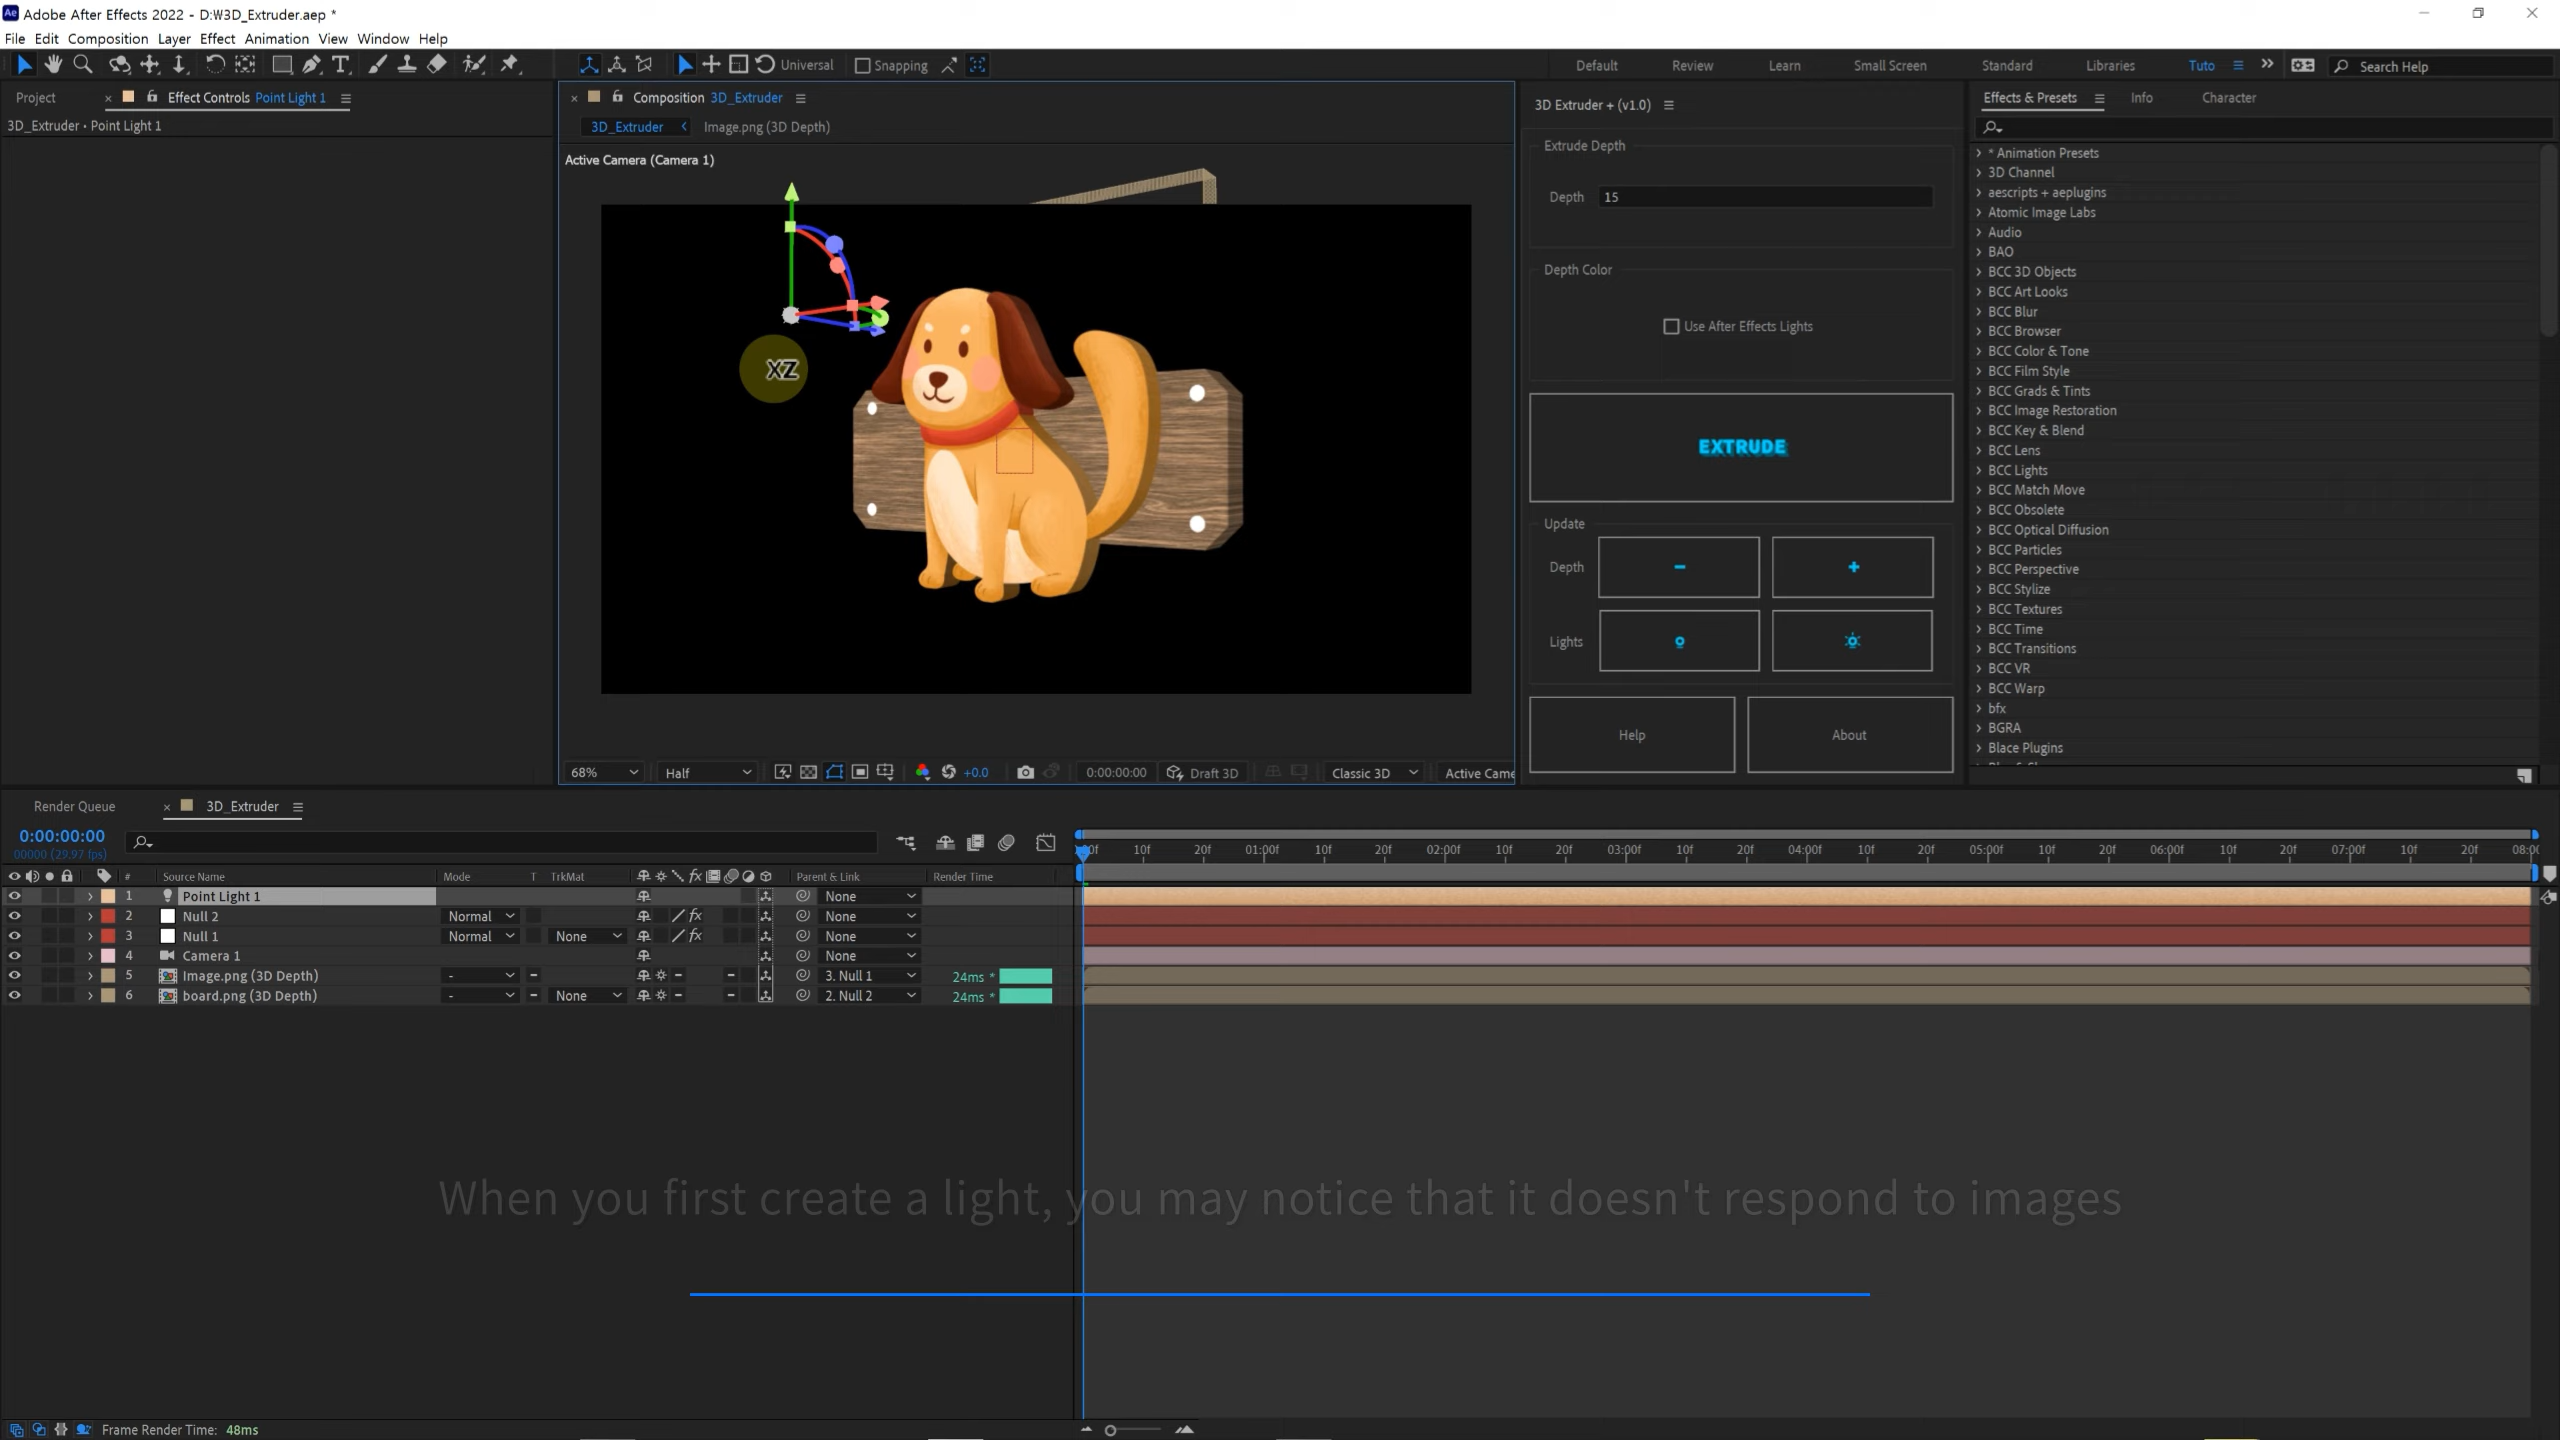 Adobe After Effects 2022 - D:₩3D_Extruder.aep *
File Edit Composition Layer Effect Animation View Window Help
Universal Snapping Default Review Learn Small Screen Standard Libraries Tuto Search Help
Project Effect Controls Point Light 1
3D_Extruder • Point Light 1
Composition 3D_Extruder
3D_Extruder Image.png (3D Depth)
Active Camera (Camera 1)
XZ
68% Half +0.0 0:00:00:00 Draft 3D Classic 3D Active Came
3D Extruder + (v1.0)
Extrude Depth
Depth 15
Depth Color
Use After Effects Lights
EXTRUDE
Update
Depth - +
Lights
Help About
Effects & Presets Info Character
* Animation Presets
3D Channel
aescripts + aeplugins
Atomic Image Labs
Audio
BAO
BCC 3D Objects
BCC Art Looks
BCC Blur
BCC Browser
BCC Color & Tone
BCC Film Style
BCC Grads & Tints
BCC Image Restoration
BCC Key & Blend
BCC Lens
BCC Lights
BCC Match Move
BCC Obsolete
BCC Optical Diffusion
BCC Particles
BCC Perspective
BCC Stylize
BCC Textures
BCC Time
BCC Transitions
BCC VR
BCC Warp
bfx
BGRA
Blace Plugins
Render Queue 3D_Extruder
0:00:00:00
00000 (29.97 fps)
10f 20f 01:00f 10f 20f 02:00f 10f 20f 03:00f 10f 20f 04:00f 10f 20f 05:00f 10f 20f 06:00f 10f 20f 07:00f 10f 20f
# Source Name Mode T TrkMat fx Parent & Link Render Time
1 Point Light 1 None
2 Null 2 Normal fx None
3 Null 1 Normal None fx None
4 Camera 1 None
5 Image.png (3D Depth) - 3. Null 1 24ms *
6 board.png (3D Depth) - None 2. Null 2 24ms *
When you first create a light, you may notice that it doesn't respond to images
Frame Render Time: 48ms